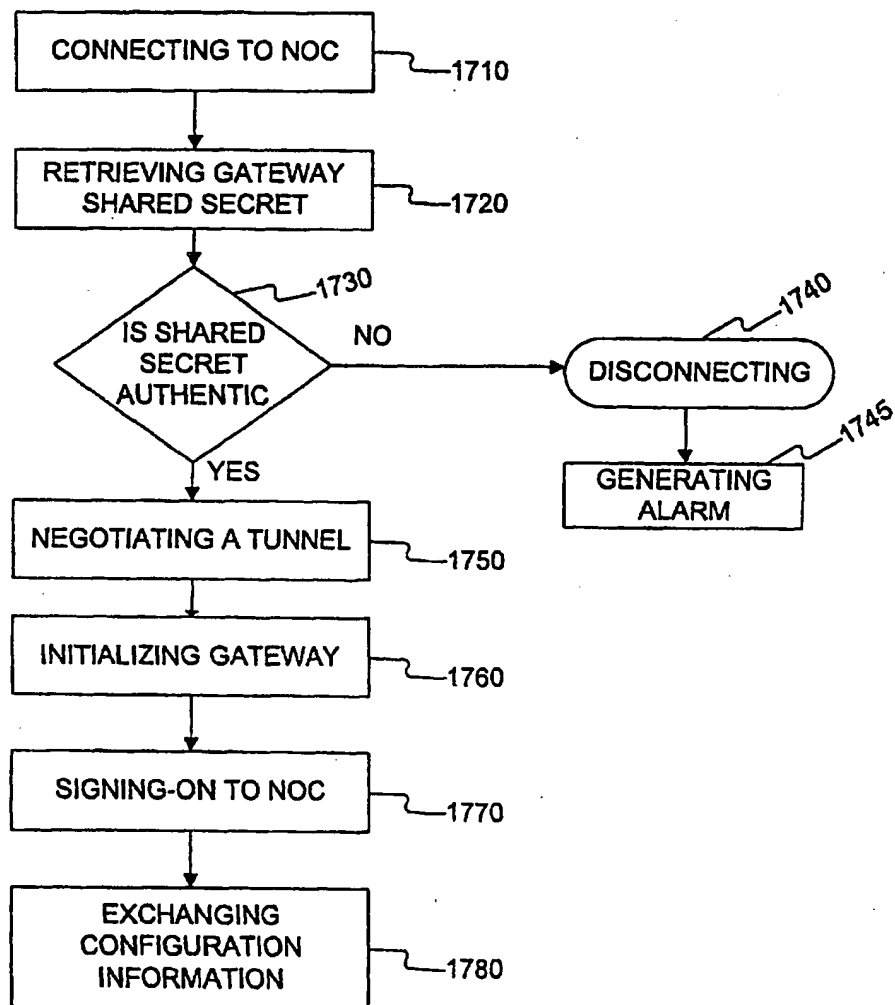 CONNECTING TO NOC
1710
RETRIEVING GATEWAY
SHARED SECRET
1720
1730
IS SHARED
SECRET
AUTHENTIC
NO
1740
DISCONNECTING
1745
GENERATING
ALARM
YES
NEGOTIATING A TUNNEL
1750
INITIALIZING GATEWAY
1760
SIGNING-ON TO NOC
1770
EXCHANGING
CONFIGURATION
INFORMATION
1780